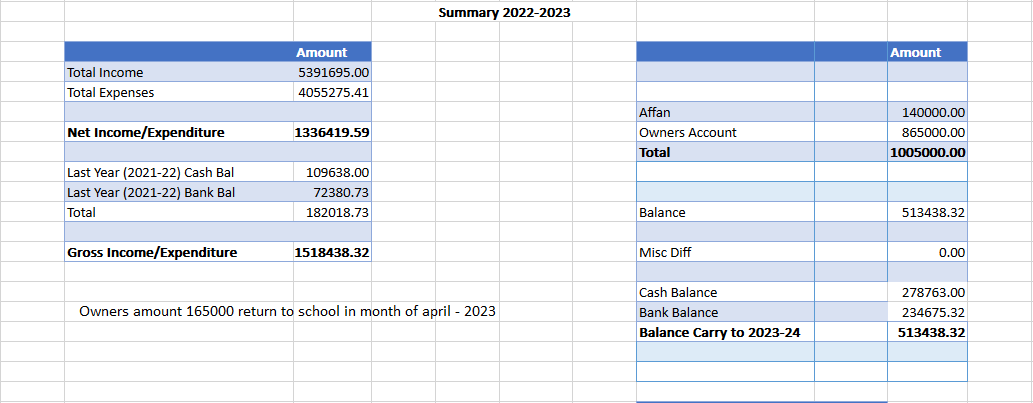 Summary 2022-2023
Amount
Total Income 5391695.00
Total Expenses 4055275.41
Net Income/Expenditure 1336419.59
Last Year (2021-22) Cash Bal 109638.00
Last Year (2021-22) Bank Bal 72380.73
Total 182018.73
Gross Income/Expenditure 1518438.32
Owners amount 165000 return to school in month of april - 2023
Amount
Affan 140000.00
Owners Account 865000.00
Total 1005000.00
Balance 513438.32
Misc Diff 0.00
Cash Balance 278763.00
Bank Balance 234675.32
Balance Carry to 2023-24 513438.32